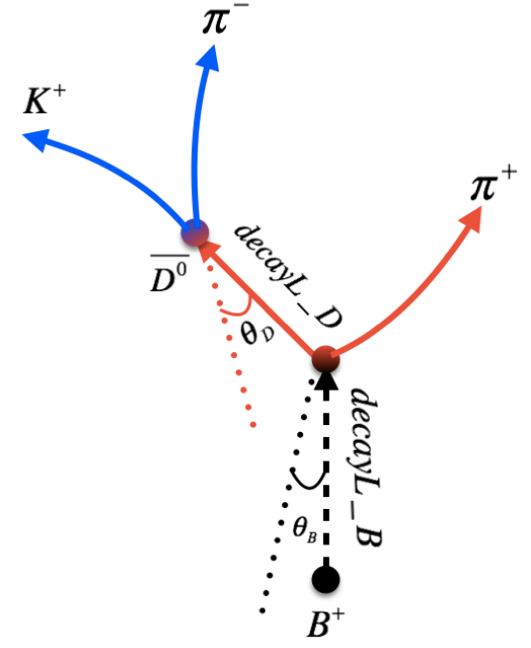 π⁻
K⁺
π⁺
decayL_D
D̅⁰
θ_D
decayL_B
θ_B
B⁺